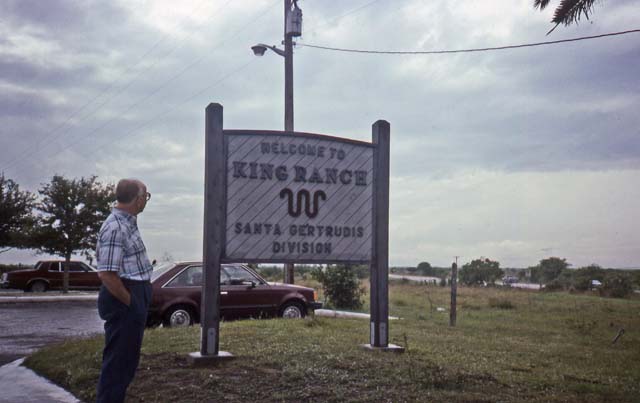 WELCOME TO
KING RANCH
SANTA GERTRUDIS
DIVISION